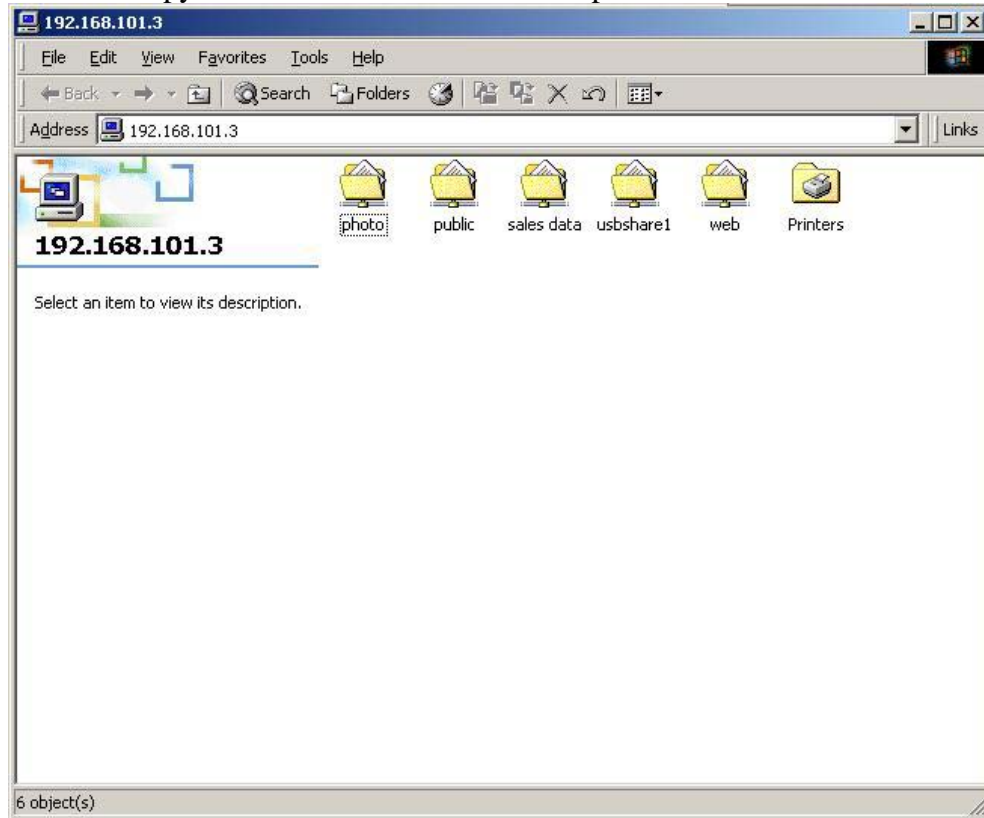 192.168.101.3
File Edit View Favorites Tools Help
Back Search Folders
Address 192.168.101.3 Links
photo public sales data usbshare1 web Printers
192.168.101.3
Select an item to view its description.
6 object(s)